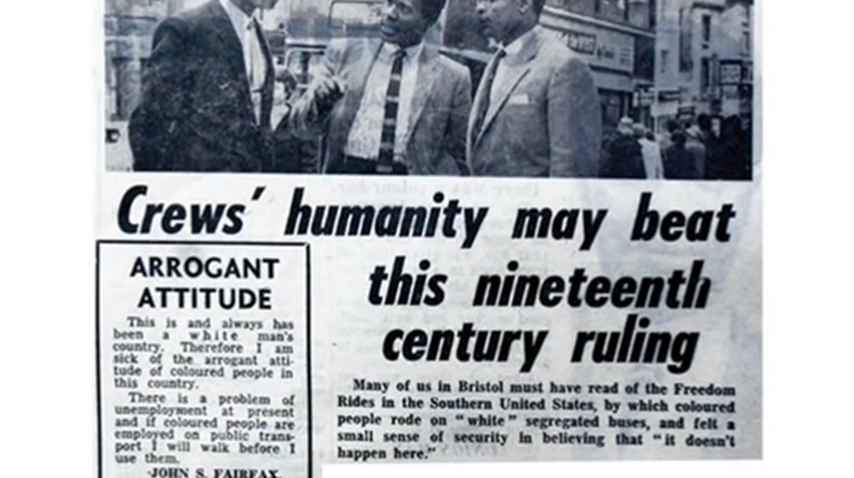 Crews' humanity may beat
this nineteenth
century ruling
ARROGANT
ATTITUDE
This is and always has
been a white man's
country. Therefore I am
sick of the arrogant atti-
tude of coloured people in
this country.
There is a problem of
unemployment at present
and if coloured people are
employed on public trans-
port I will walk before I
use them.
JOHN S. FAIRFAX.
Many of us in Bristol must have read of the Freedom
Rides in the Southern United States, by which coloured
people rode on "white" segregated buses, and felt a
small sense of security in believing that "it doesn't
happen here."